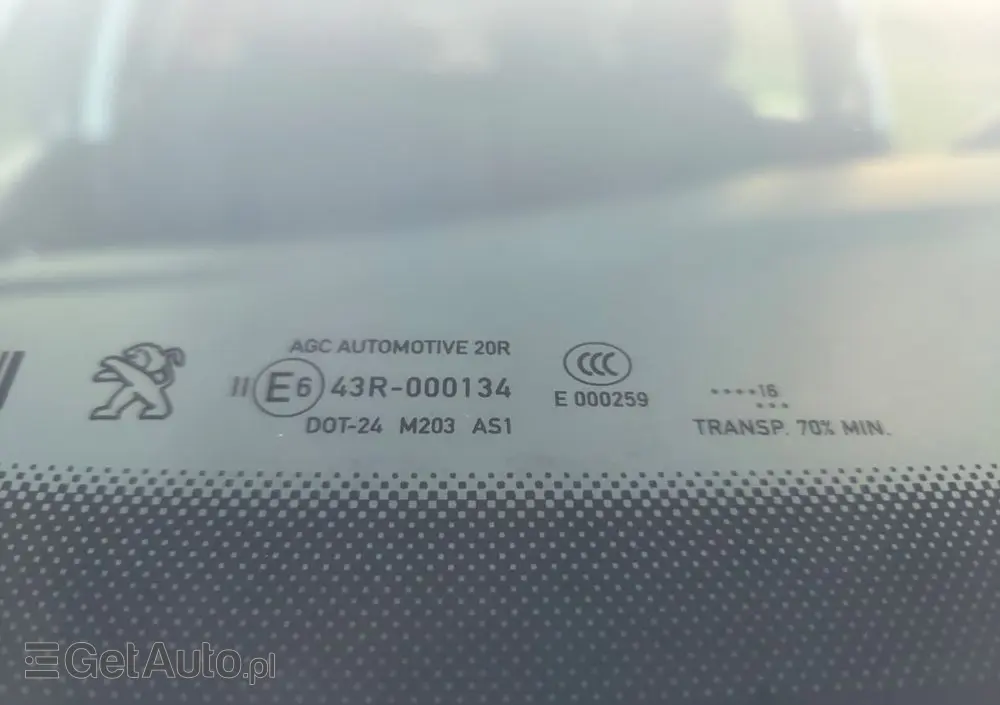 AGC AUTOMOTIVE 20R
II E6 43R-000134
DOT-24 M203 AS1
CCC
E 000259
••••16
•••
TRANSP. 70% MIN.
GetAuto.pl